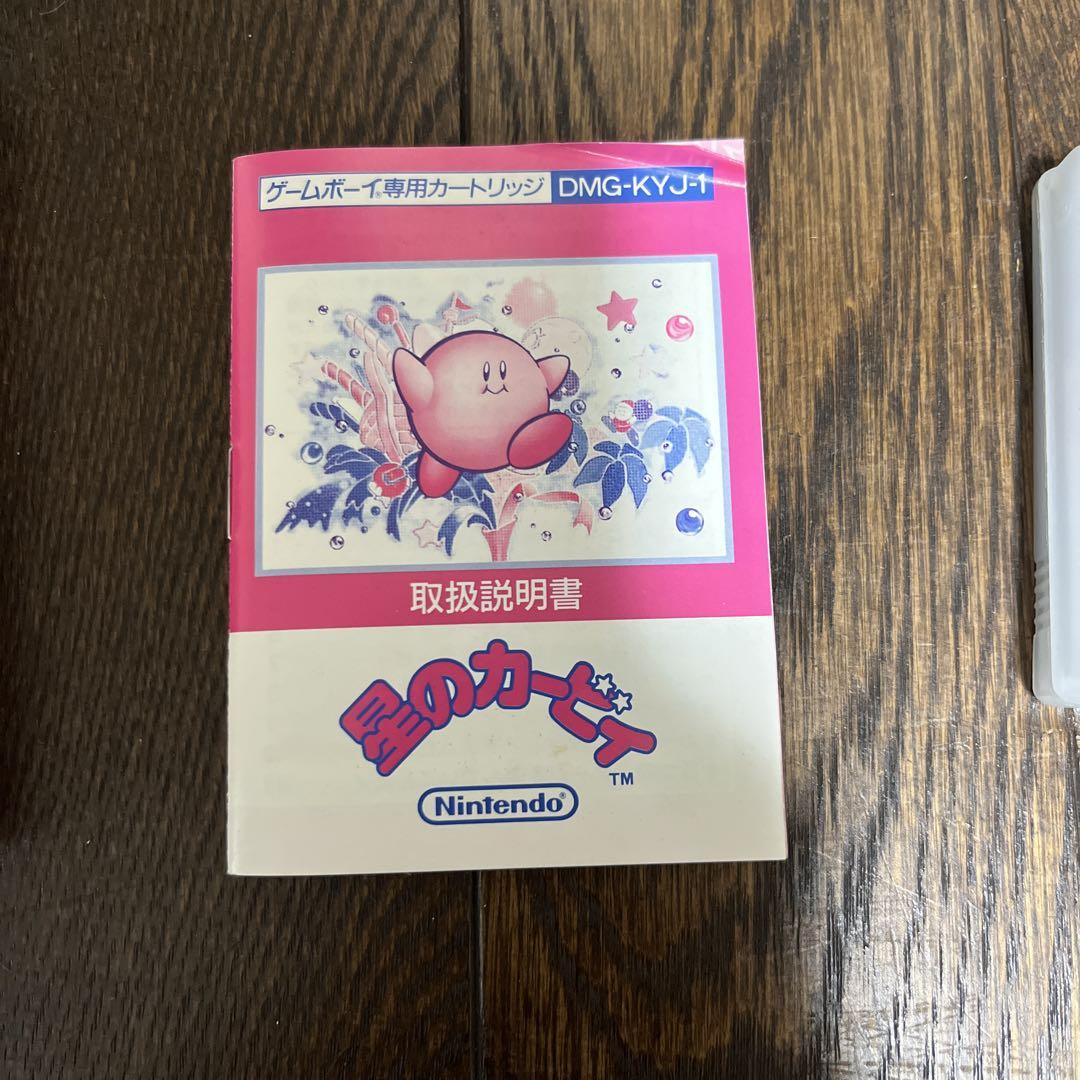 ゲームボーイ®専用カートリッジ DMG-KYJ-1
取扱説明書
星のカービィ
TM
Nintendo®